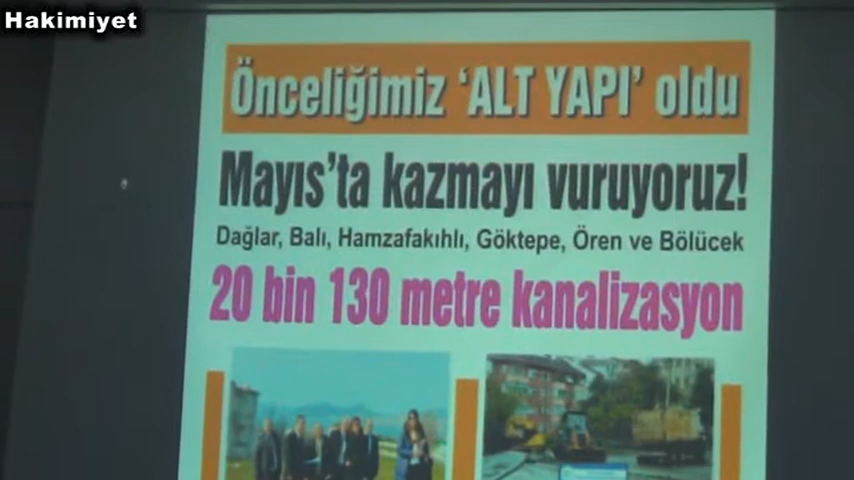 Hakimiyet
Önceliğimiz 'ALT YAPI' oldu
Mayıs'ta kazmayı vuruyoruz!
Dağlar, Balı, Hamzafakıhlı, Göktepe, Ören ve Bölücek
20 bin 130 metre kanalizasyon